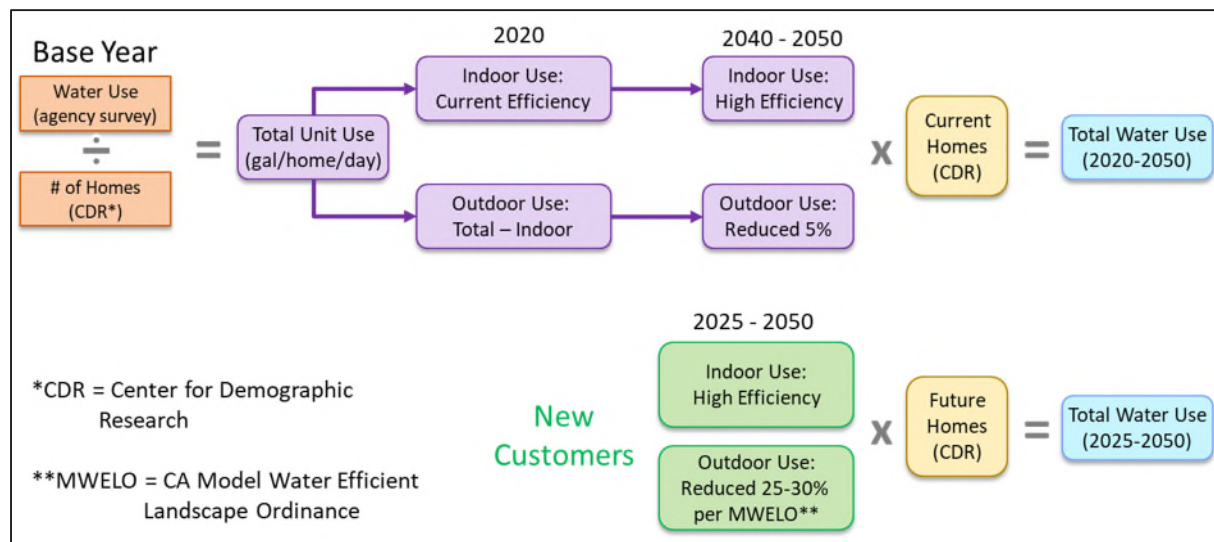 Base Year
Water Use
(agency survey)
÷
# of Homes
(CDR*)
=
Total Unit Use
(gal/home/day)
2020
Indoor Use:
Current Efficiency
Outdoor Use:
Total – Indoor
2040 - 2050
Indoor Use:
High Efficiency
Outdoor Use:
Reduced 5%
x
Current
Homes
(CDR)
=
Total Water Use
(2020-2050)
New
Customers
2025 - 2050
Indoor Use:
High Efficiency
Outdoor Use:
Reduced 25-30%
per MWELO**
x
Future
Homes
(CDR)
=
Total Water Use
(2025-2050)
*CDR = Center for Demographic
Research
**MWELO = CA Model Water Efficient
Landscape Ordinance